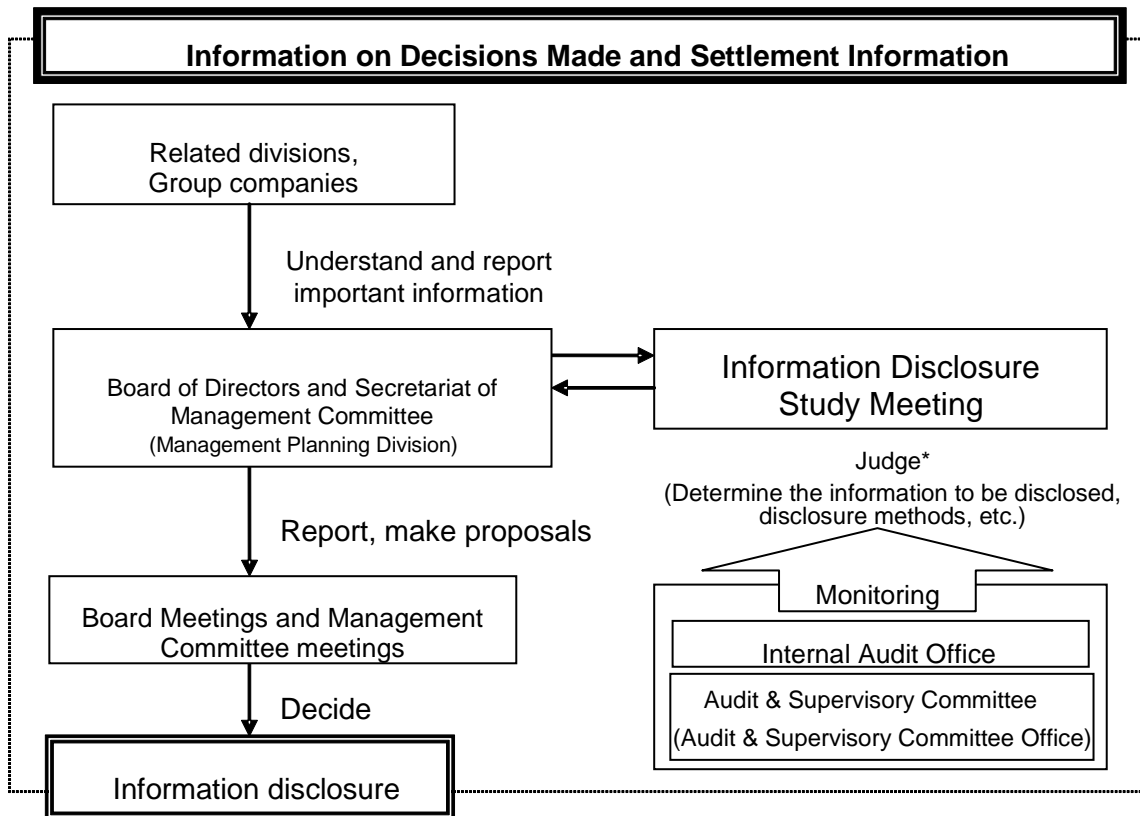 Information on Decisions Made and Settlement Information
Related divisions,
Group companies
Understand and report
important information
Board of Directors and Secretariat of
Management Committee
(Management Planning Division)
Information Disclosure
Study Meeting
Judge*
(Determine the information to be disclosed,
disclosure methods, etc.)
Report, make proposals
Monitoring
Board Meetings and Management
Committee meetings
Internal Audit Office
Audit & Supervisory Committee
(Audit & Supervisory Committee Office)
Decide
Information disclosure